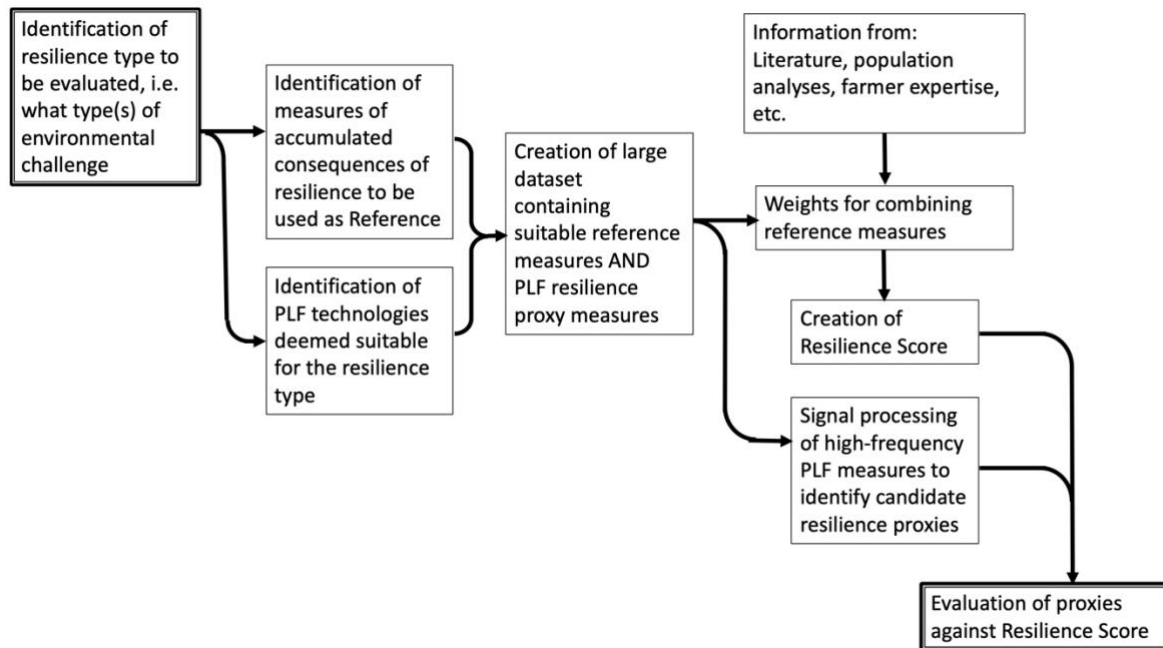 Identification of
resilience type to
be evaluated, i.e.
what type(s) of
environmental
challenge
Identification of
measures of
accumulated
consequences of
resilience to be
used as Reference
Identification of
PLF technologies
deemed suitable
for the resilience
type
Creation of large
dataset
containing
suitable reference
measures AND
PLF resilience
proxy measures
Information from:
Literature, population
analyses, farmer expertise,
etc.
Weights for combining
reference measures
Creation of
Resilience Score
Signal processing
of high-frequency
PLF measures to
identify candidate
resilience proxies
Evaluation of proxies
against Resilience Score